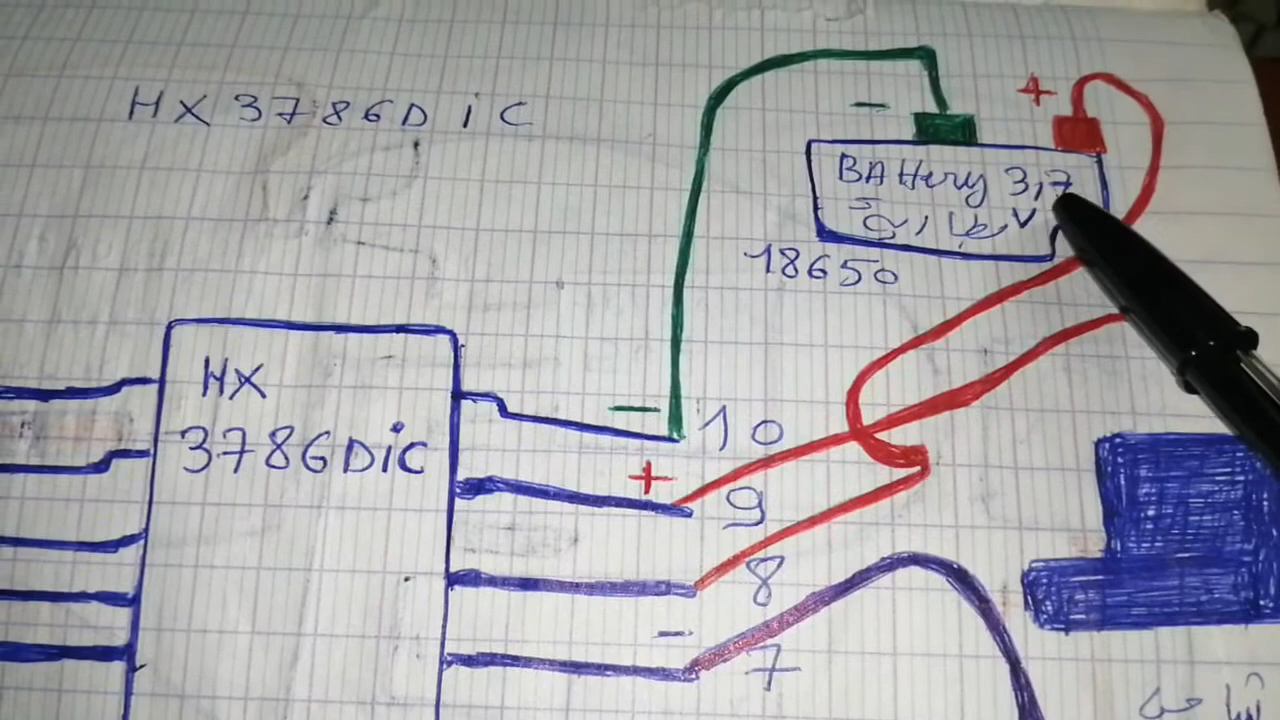 HX 3786D iC
-
+
BAttery 3,7
V
18650
HX
3786DiC
-
10
+
9
8
-
7